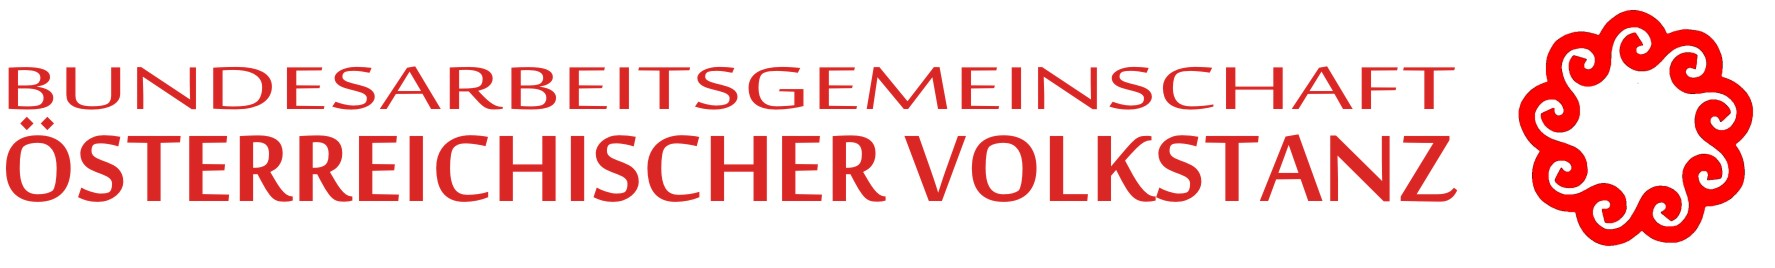 BUNDESARBEITSGEMEINSCHAFT
ÖSTERREICHISCHER VOLKSTANZ